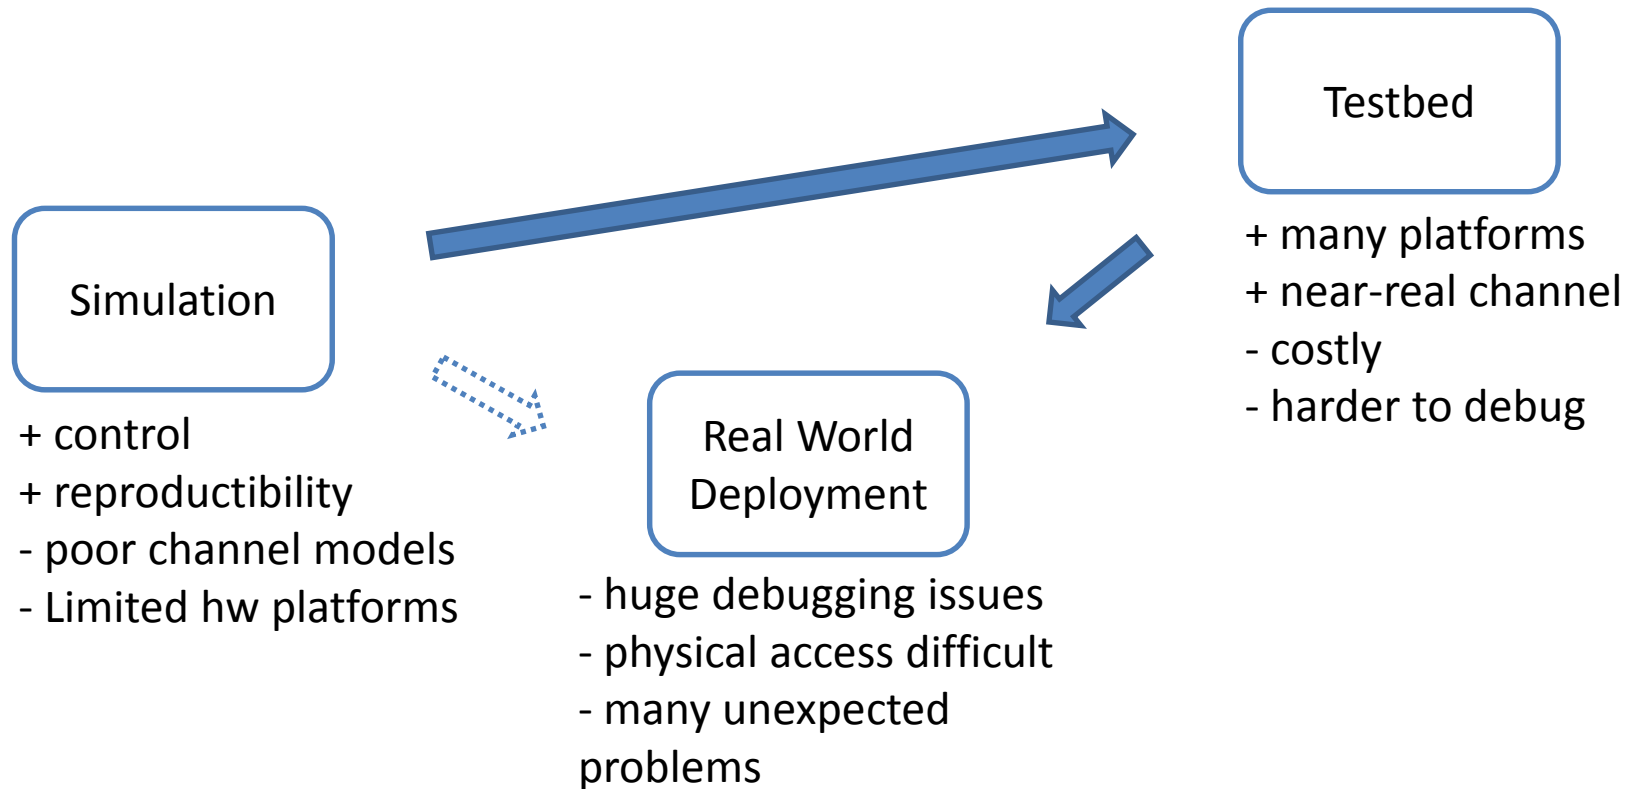 Testbed
+ many platforms
+ near-real channel
- costly
- harder to debug
Simulation
+ control
+ reproductibility
- poor channel models
- Limited hw platforms
Real World
Deployment
- huge debugging issues
- physical access difficult
- many unexpected
problems